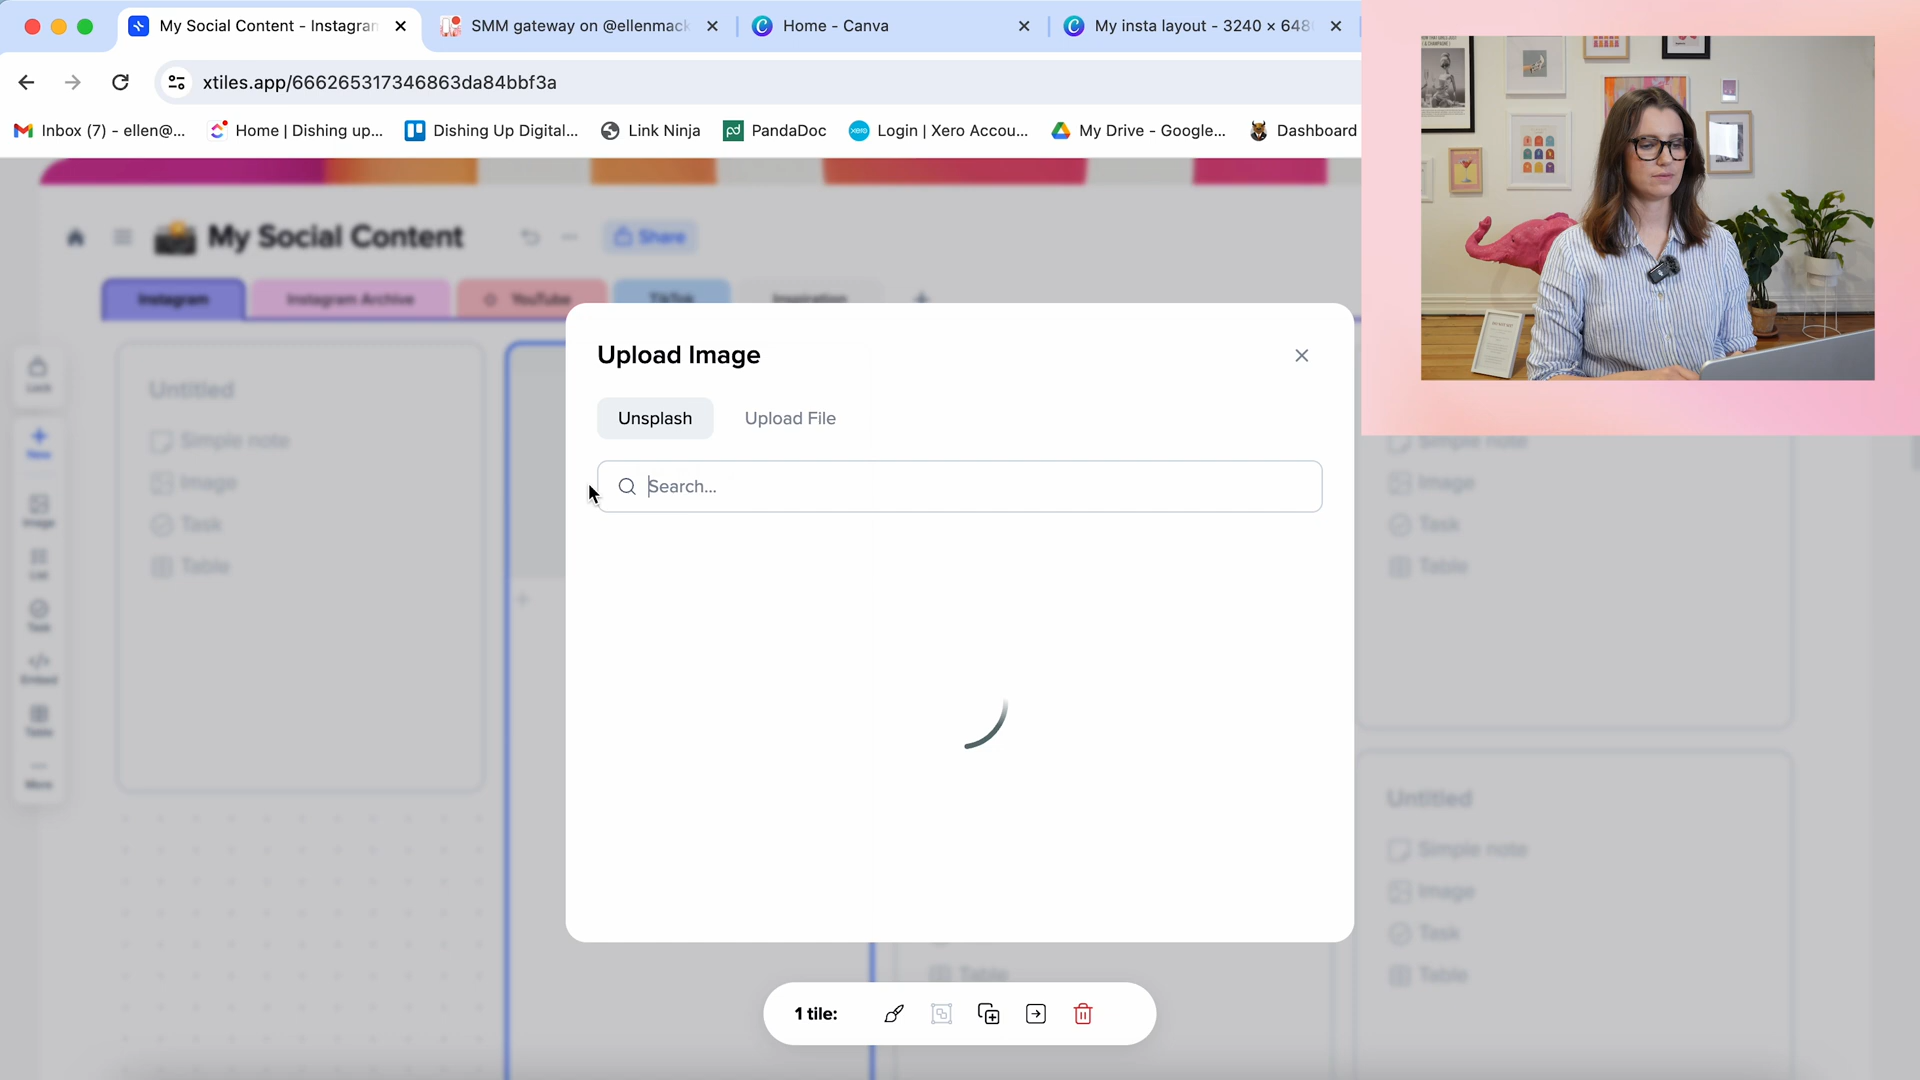 My Social Content - Instagram
SMM gateway on @ellenmack
Home - Canva
My insta layout - 3240 × 648
xtiles.app/666265317346863da84bbf3a
Inbox (7) - ellen@...
Home | Dishing up...
Dishing Up Digital...
Link Ninja
PandaDoc
Login | Xero Accou...
My Drive - Google...
Dashboard
My Social Content
Share
Instagram
Instagram Archive
YouTube
TikTok
Inspiration
Upload Image
Unsplash
Upload File
Search...
Lock
New
Image
List
Task
Embed
Table
More
Untitled
Simple note
Image
Task
Table
Simple note
Image
Task
Table
Untitled
Simple note
Image
Task
Table
Table
1 tile: